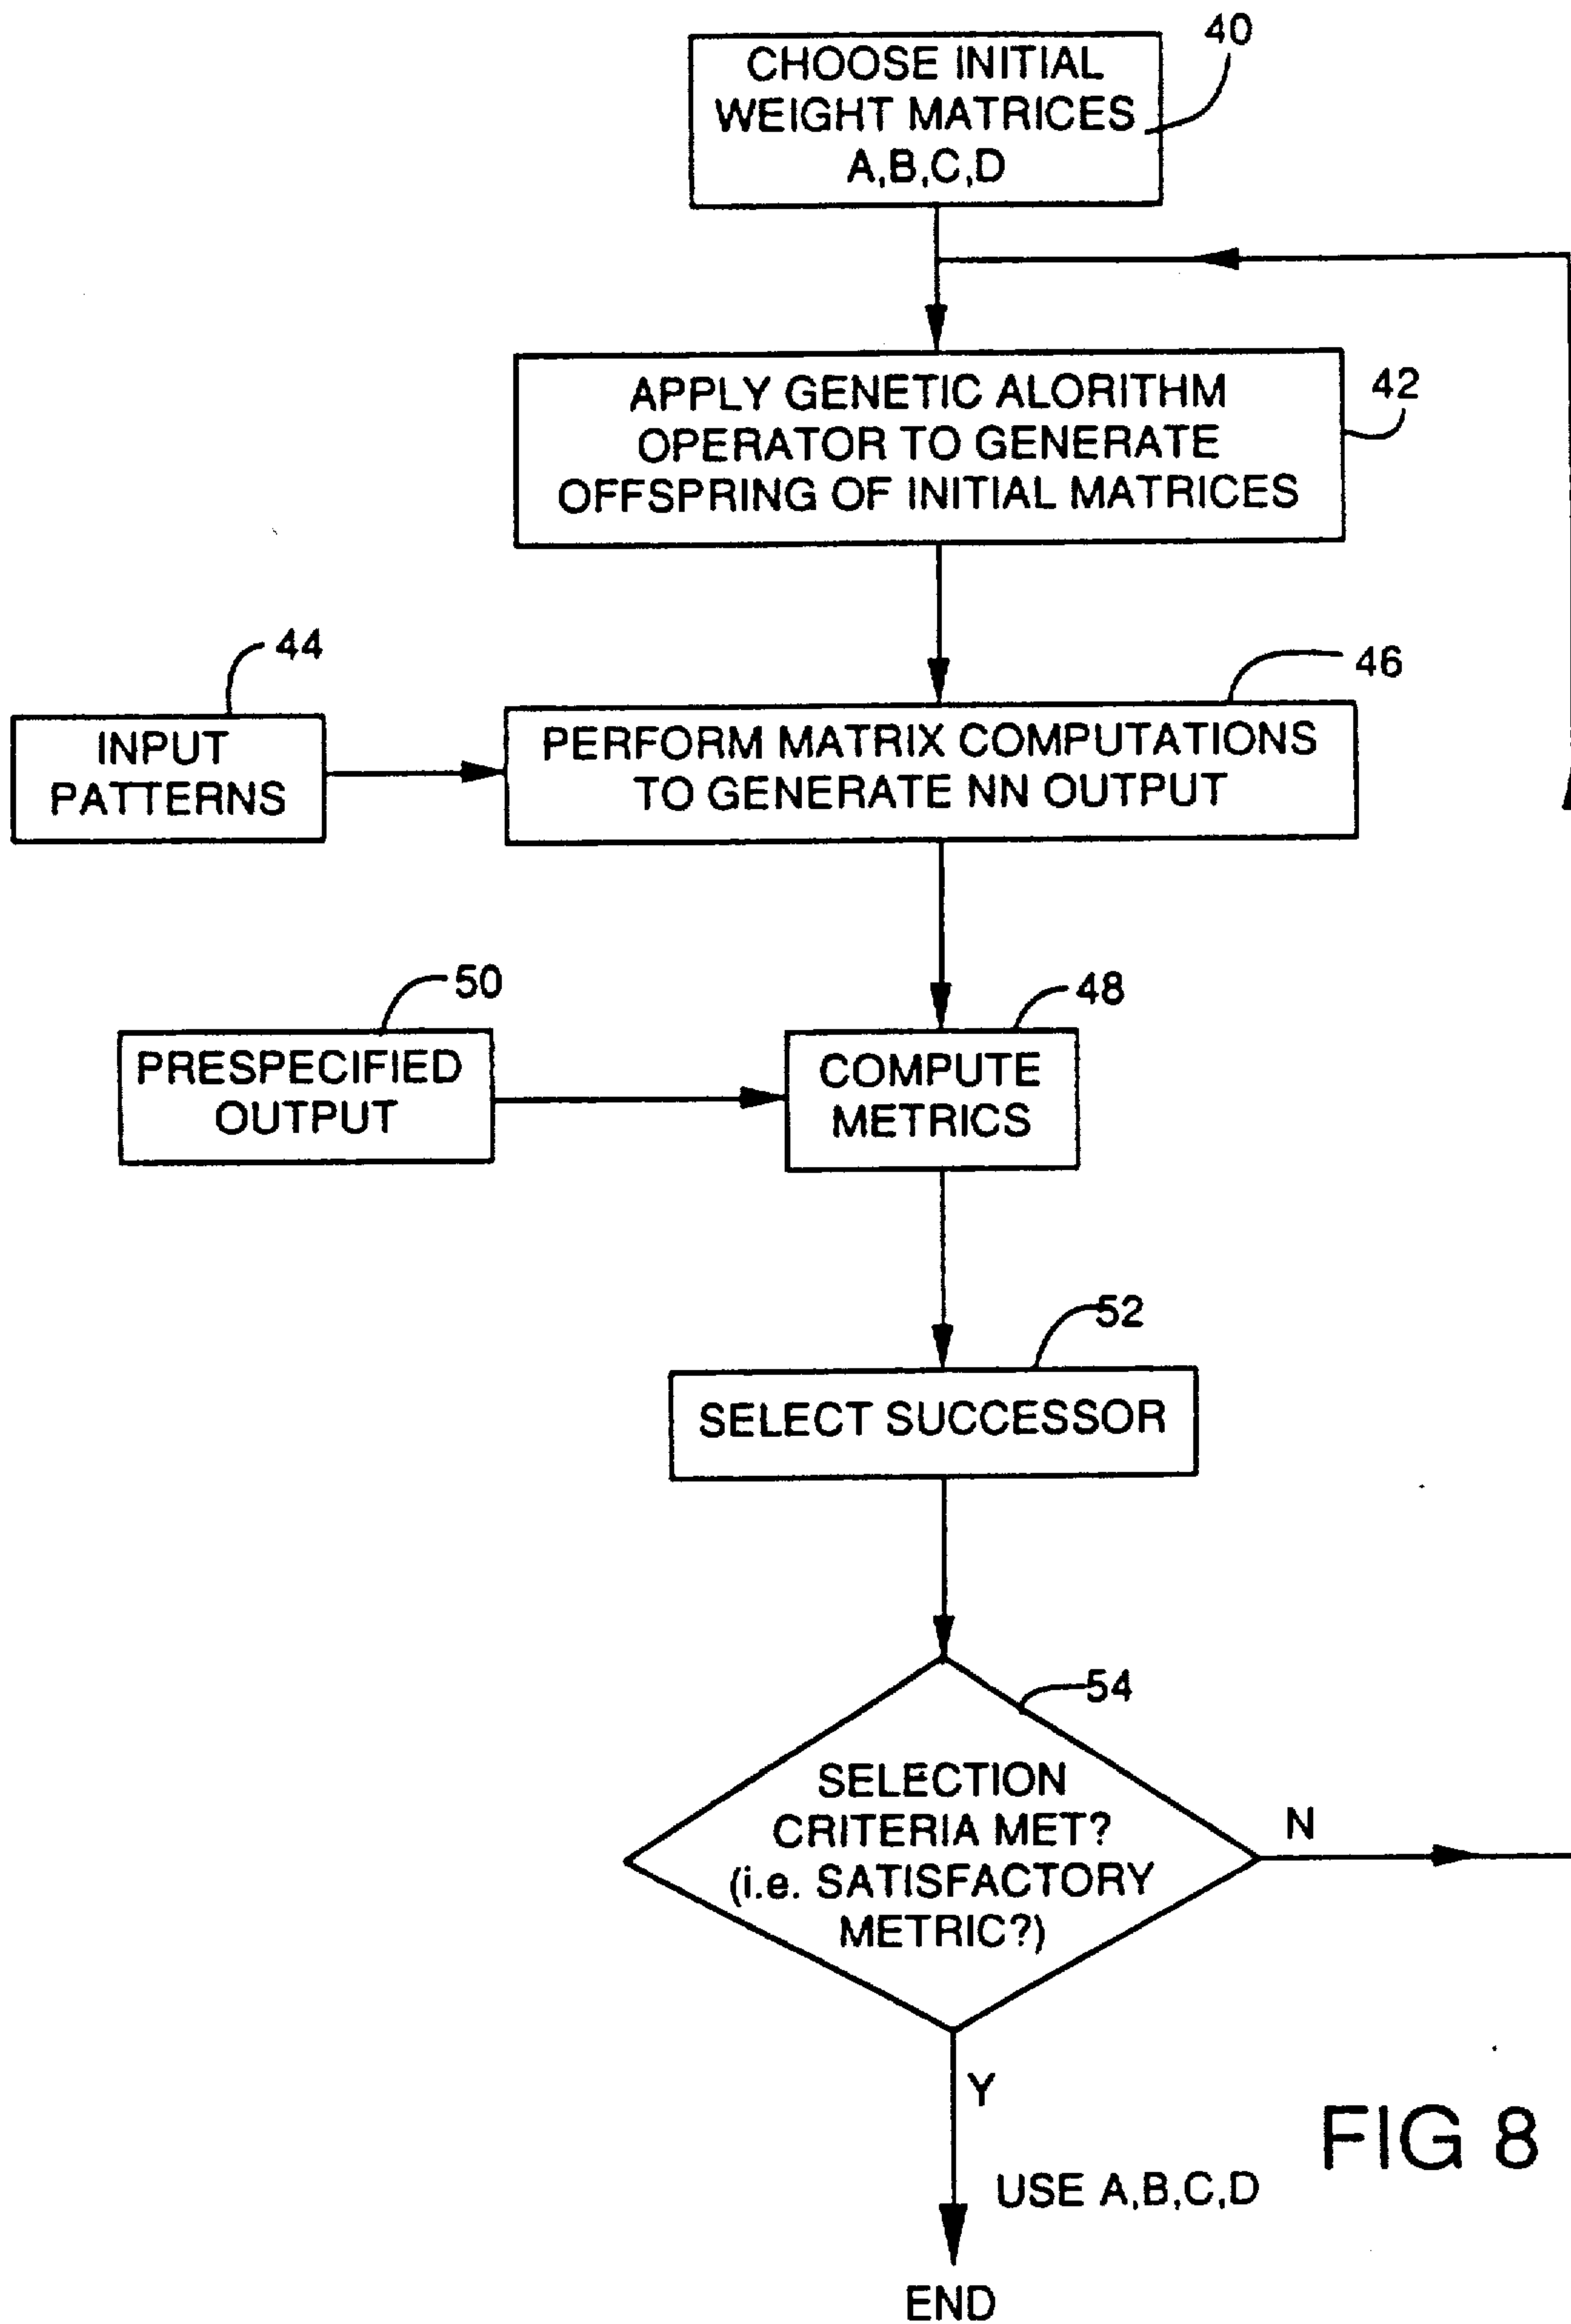 40
CHOOSE INITIAL
WEIGHT MATRICES
A,B,C,D
42
APPLY GENETIC ALORITHM
OPERATOR TO GENERATE
OFFSPRING OF INITIAL MATRICES
44
INPUT
PATTERNS
46
PERFORM MATRIX COMPUTATIONS
TO GENERATE NN OUTPUT
50
PRESPECIFIED
OUTPUT
48
COMPUTE
METRICS
52
SELECT SUCCESSOR
54
SELECTION
CRITERIA MET?
(i.e. SATISFACTORY
METRIC?)
N
Y
USE A,B,C,D
END
FIG 8